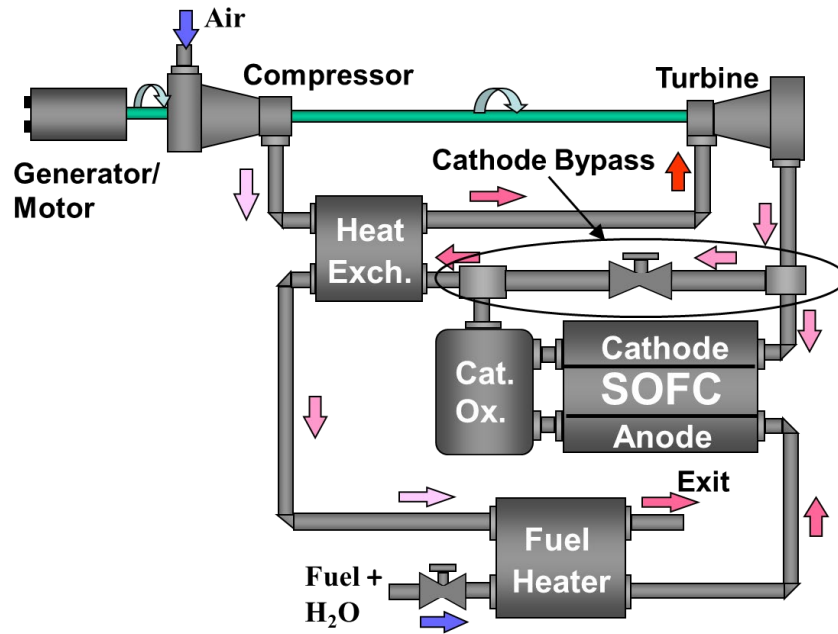 Air
Compressor
Turbine
Generator/
Motor
Cathode Bypass
Heat
Exch.
Cathode
SOFC
Anode
Cat.
Ox.
Exit
Fuel
Heater
Fuel +
H₂O